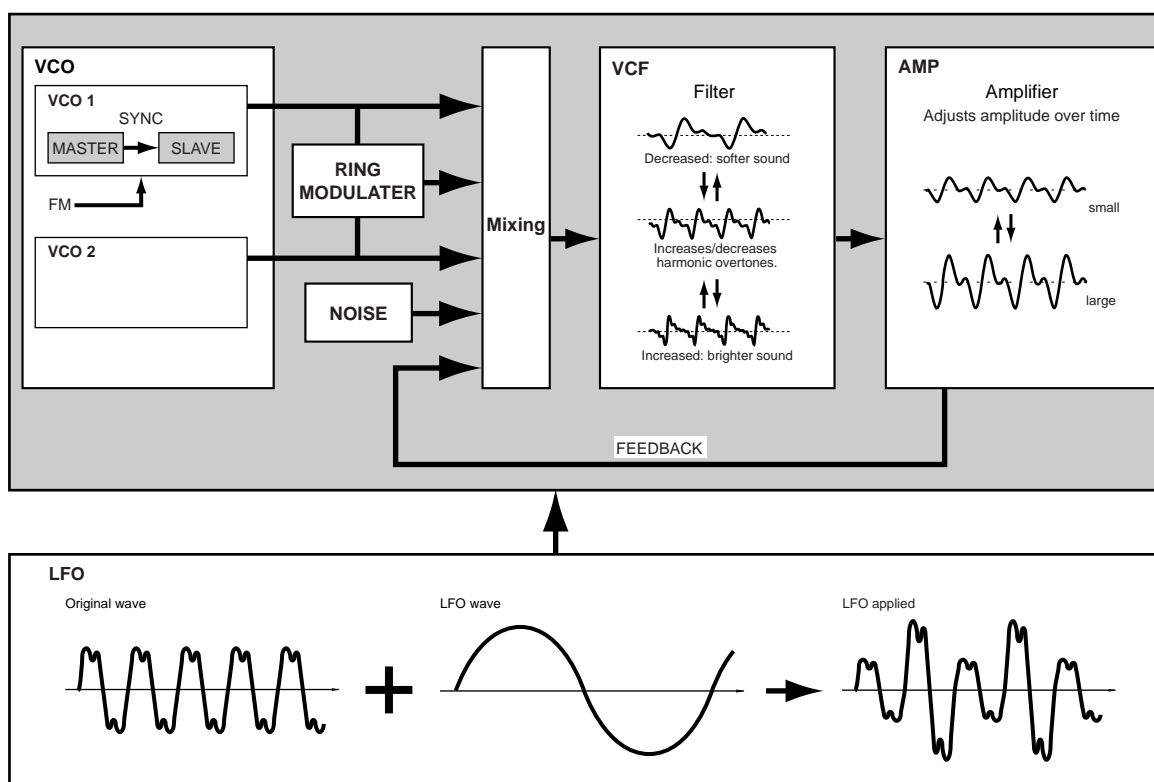 VCO
VCO 1
SYNC
MASTER
SLAVE
FM
VCO 2
RING
MODULATER
NOISE
Mixing
VCF
Filter
Decreased: softer sound
Increases/decreases
harmonic overtones.
Increased: brighter sound
AMP
Amplifier
Adjusts amplitude over time
small
large
FEEDBACK
LFO
Original wave
LFO wave
LFO applied